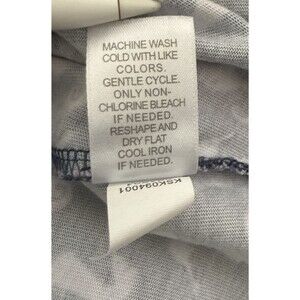 MACHINE WASH
COLD WITH LIKE
COLORS.
GENTLE CYCLE.
ONLY NON-
CHLORINE BLEACH
IF NEEDED.
RESHAPE AND
DRY FLAT
COOL IRON
IF NEEDED.
KSK094001